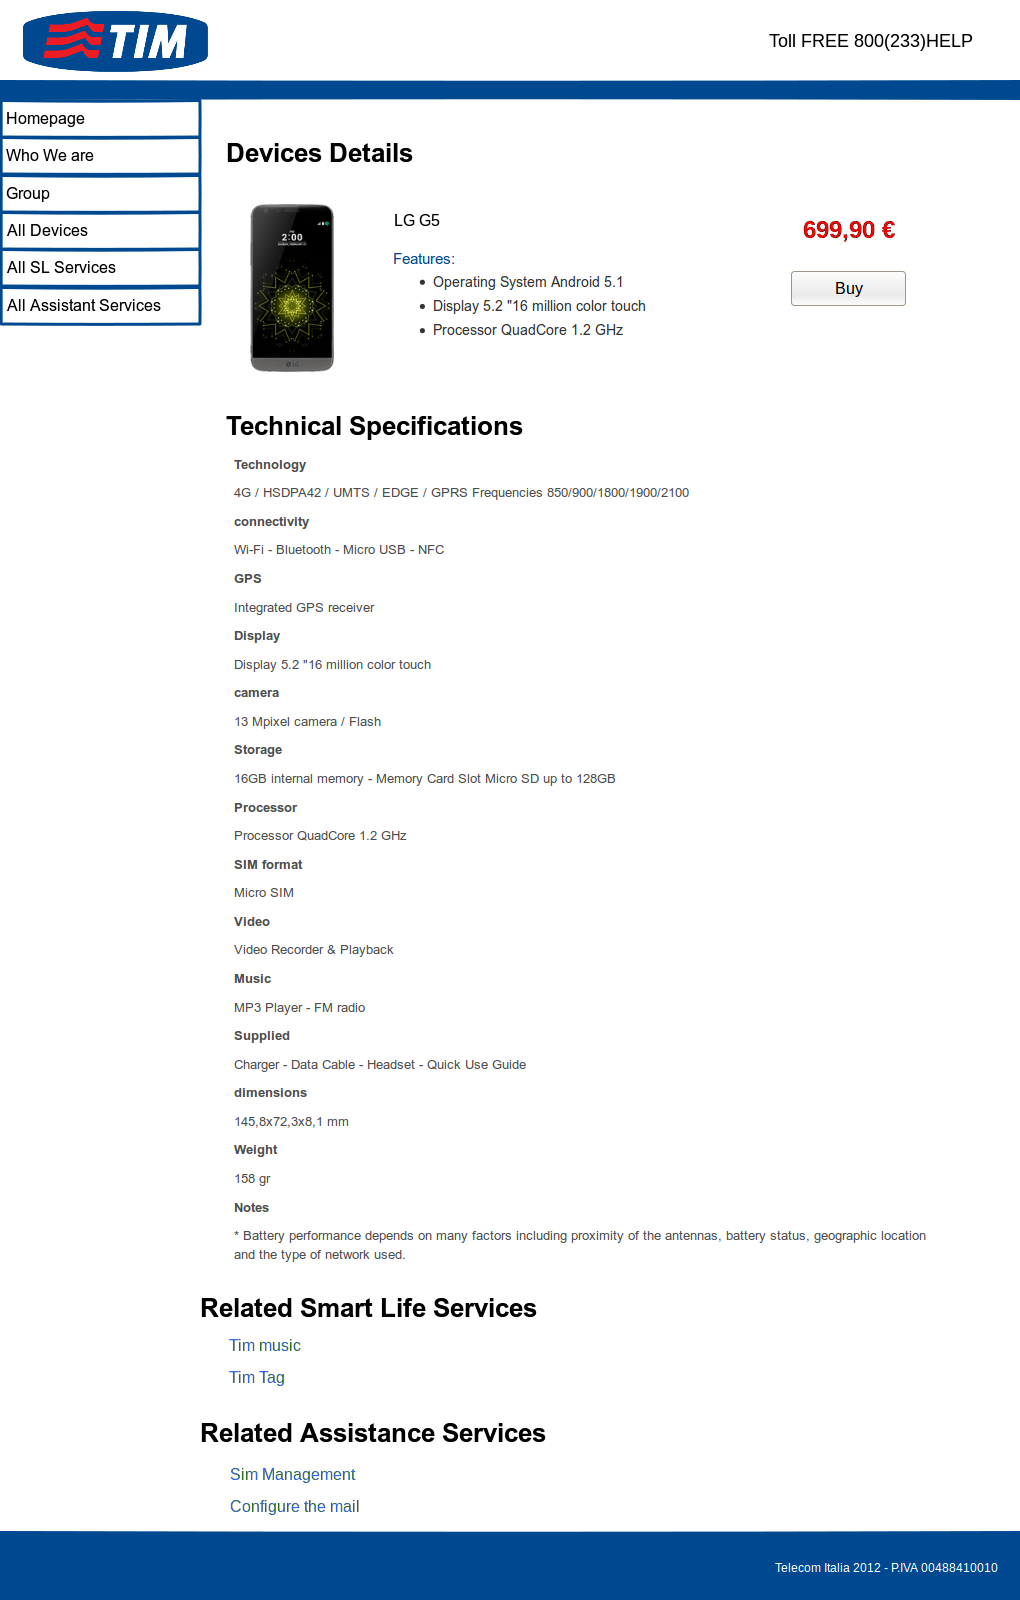 TIM
Toll FREE 800(233)HELP
Homepage
Who We are
Group
All Devices
All SL Services
All Assistant Services
Devices Details
2:00
LG
LG G5
Features:
• Operating System Android 5.1
• Display 5.2 "16 million color touch
• Processor QuadCore 1.2 GHz
699,90 €
Buy
Technical Specifications
Technology
4G / HSDPA42 / UMTS / EDGE / GPRS Frequencies 850/900/1800/1900/2100
connectivity
Wi-Fi - Bluetooth - Micro USB - NFC
GPS
Integrated GPS receiver
Display
Display 5.2 "16 million color touch
camera
13 Mpixel camera / Flash
Storage
16GB internal memory - Memory Card Slot Micro SD up to 128GB
Processor
Processor QuadCore 1.2 GHz
SIM format
Micro SIM
Video
Video Recorder & Playback
Music
MP3 Player - FM radio
Supplied
Charger - Data Cable - Headset - Quick Use Guide
dimensions
145,8x72,3x8,1 mm
Weight
158 gr
Notes
* Battery performance depends on many factors including proximity of the antennas, battery status, geographic location
and the type of network used.
Related Smart Life Services
Tim music
Tim Tag
Related Assistance Services
Sim Management
Configure the mail
Telecom Italia 2012 - P.IVA 00488410010